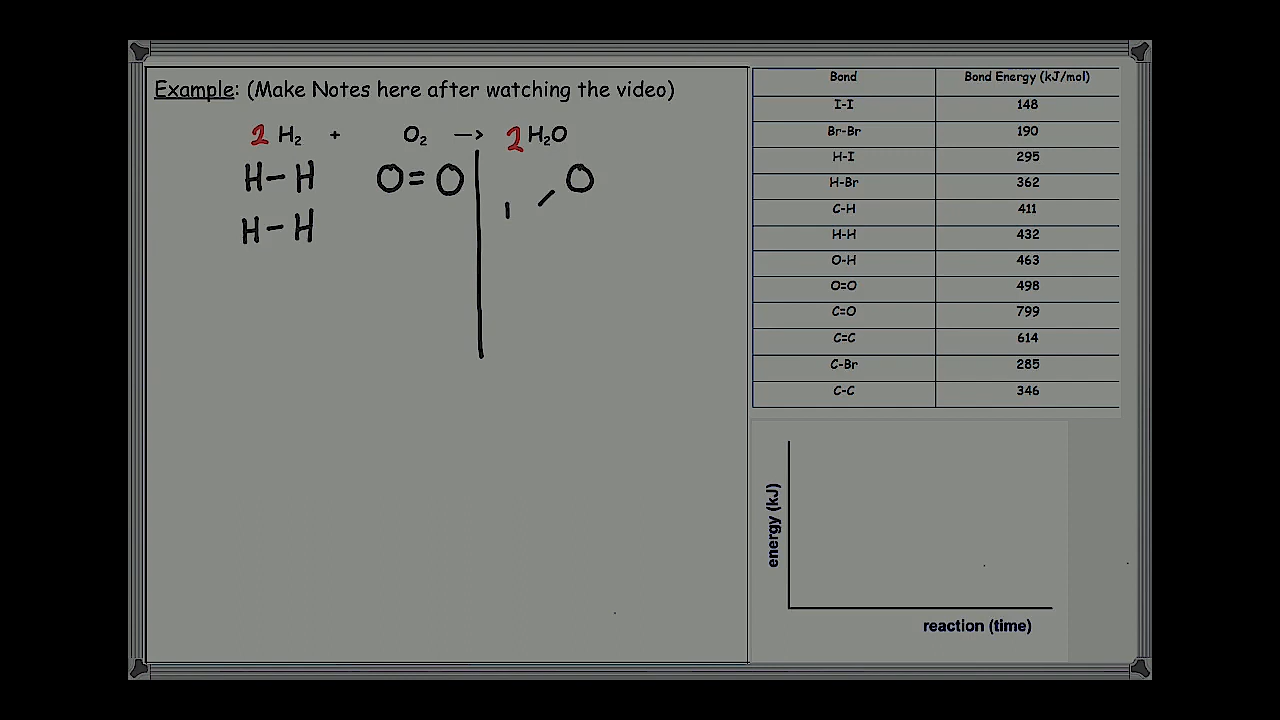 Example: (Make Notes here after watching the video)
2 H₂ + O₂ —> 2 H₂O
H-H O=O O
H-H
Bond Bond Energy (kJ/mol)
I-I 148
Br-Br 190
H-I 295
H-Br 362
C-H 411
H-H 432
O-H 463
O=O 498
C=O 799
C=C 614
C-Br 285
C-C 346
energy (kJ)
reaction (time)